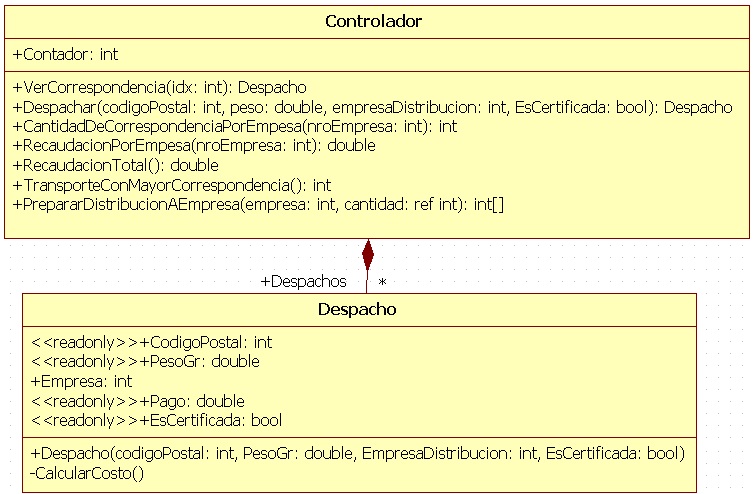 Controlador
+Contador: int
+VerCorrespondencia(idx: int): Despacho
+Despachar(codigoPostal: int, peso: double, empresaDistribucion: int, EsCertificada: bool): Despacho
+CantidadDeCorrespondenciaPorEmpesa(nroEmpresa: int): int
+RecaudacionPorEmpesa(nroEmpresa: int): double
+RecaudacionTotal(): double
+TransporteConMayorCorrespondencia(): int
+PrepararDistribucionAEmpresa(empresa: int, cantidad: ref int): int[]
+Despachos *
Despacho
<<readonly>>+CodigoPostal: int
<<readonly>>+PesoGr: double
+Empresa: int
<<readonly>>+Pago: double
<<readonly>>+EsCertificada: bool
+Despacho(codigoPostal: int, PesoGr: double, EmpresaDistribucion: int, EsCertificada: bool)
-CalcularCosto()